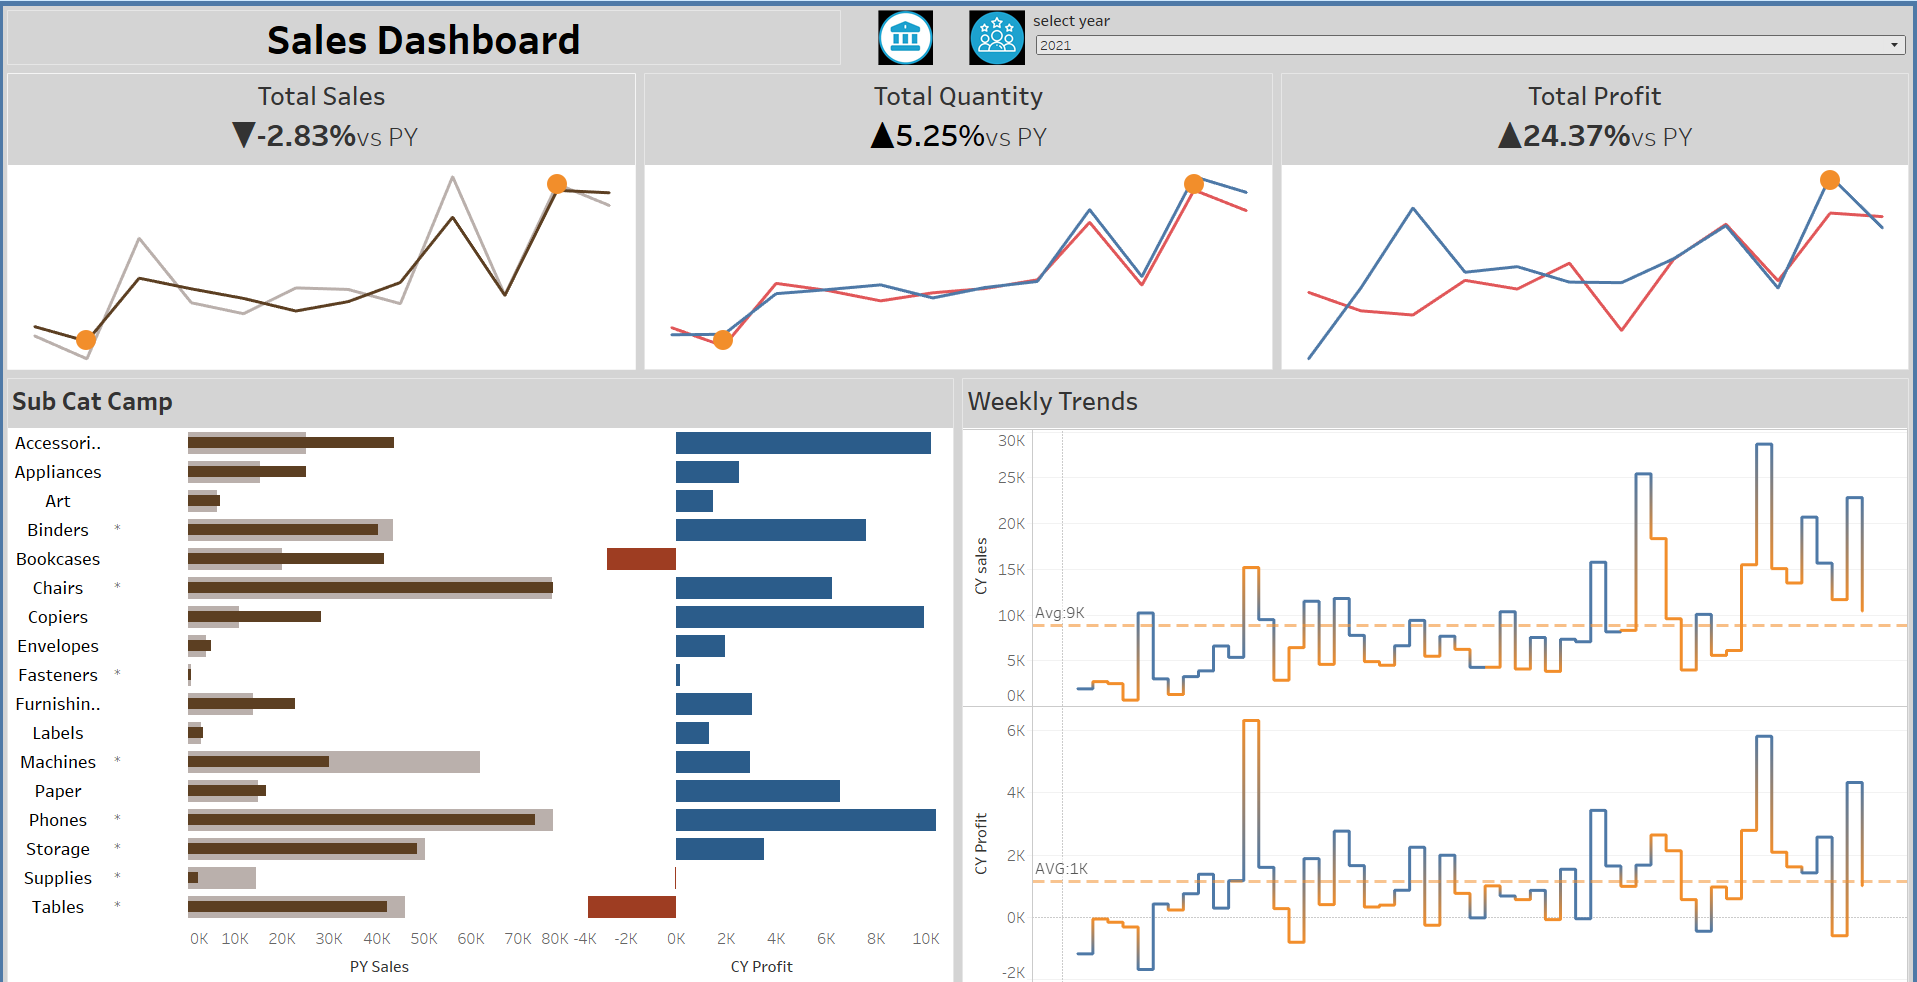 Sales Dashboard
select year
2021
Total Sales
▼-2.83%vs PY
Total Quantity
▲5.25%vs PY
Total Profit
▲24.37%vs PY
Sub Cat Camp
Accessori..
Appliances
Art
Binders *
Bookcases
Chairs *
Copiers
Envelopes
Fasteners *
Furnishin..
Labels
Machines *
Paper
Phones *
Storage *
Supplies *
Tables *
0K 10K 20K 30K 40K 50K 60K 70K 80K
PY Sales
-4K -2K 0K 2K 4K 6K 8K 10K
CY Profit
Weekly Trends
30K
25K
20K
15K
10K
5K
0K
CY sales
Avg:9K
6K
4K
2K
0K
-2K
CY Profit
AVG:1K